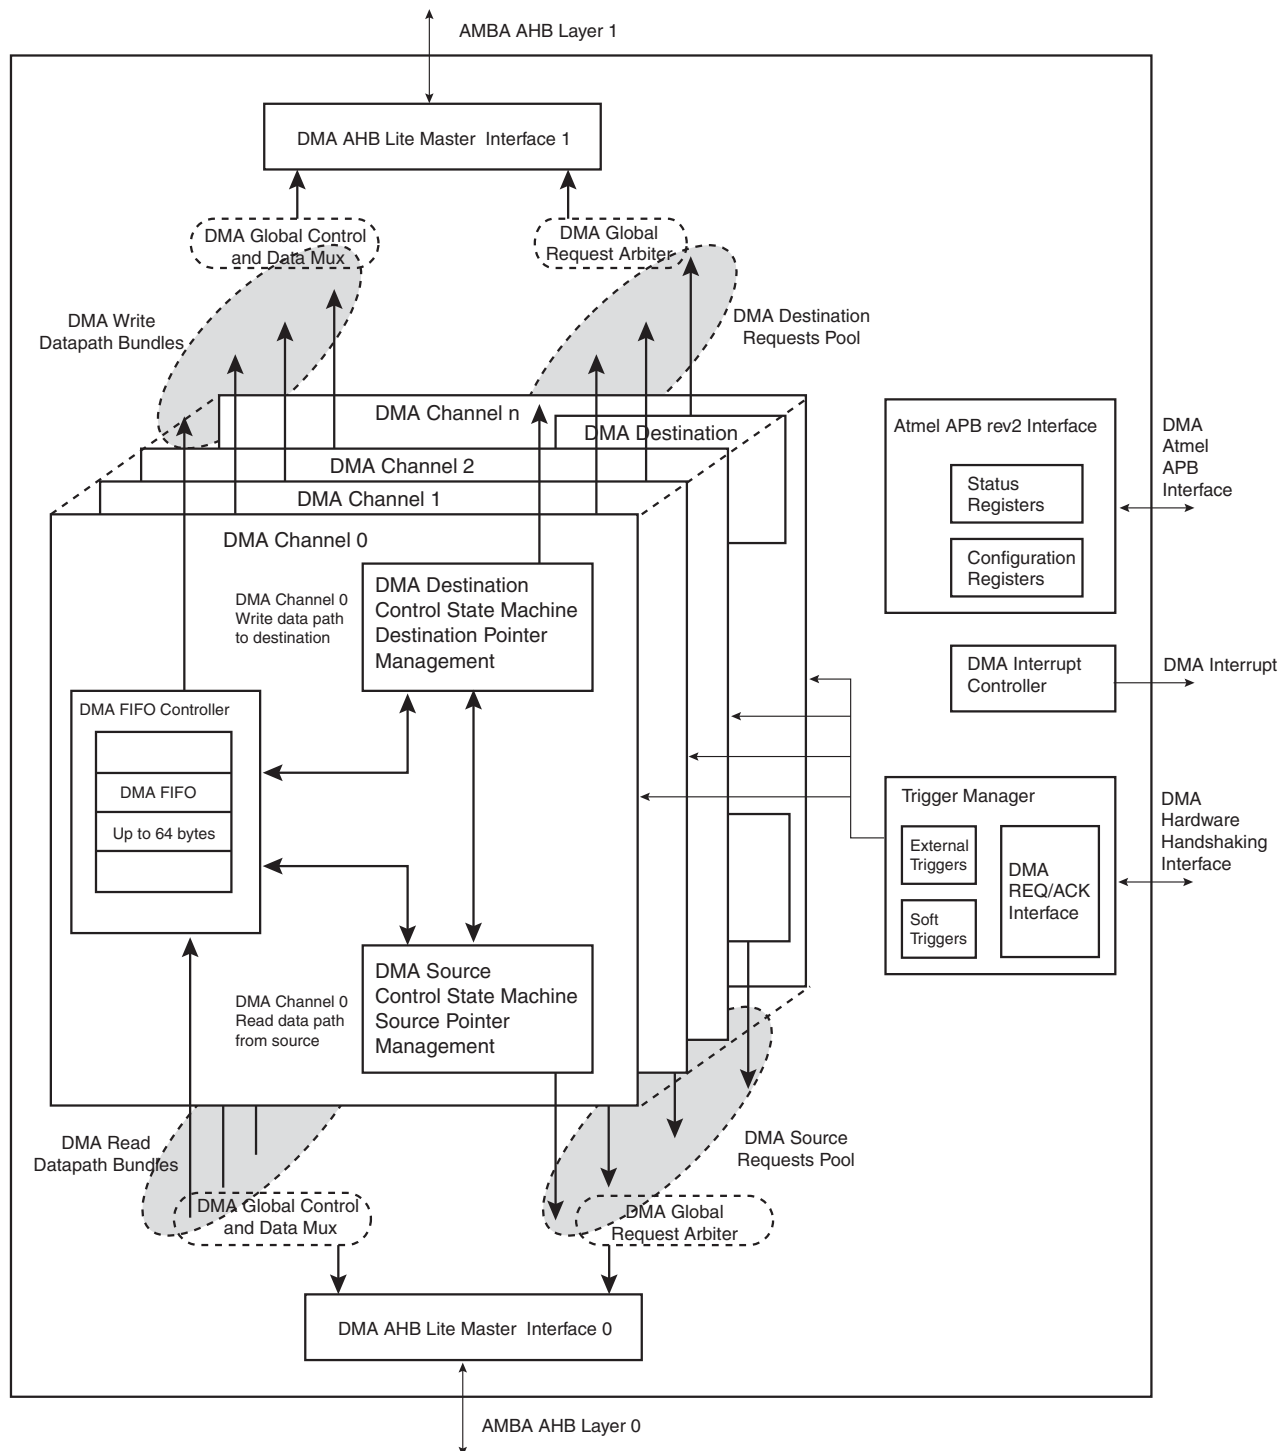 AMBA AHB Layer 1
DMA AHB Lite Master Interface 1
DMA Global Control
and Data Mux
DMA Global
Request Arbiter
DMA Write
Datapath Bundles
DMA Destination
Requests Pool
DMA Channel n
DMA Destination
DMA Channel 2
DMA Channel 1
DMA Channel 0
DMA Channel 0
Write data path
to destination
DMA Destination
Control State Machine
Destination Pointer
Management
DMA FIFO Controller
DMA FIFO
Up to 64 bytes
DMA Channel 0
Read data path
from source
DMA Source
Control State Machine
Source Pointer
Management
Atmel APB rev2 Interface
Status
Registers
Configuration
Registers
DMA
Atmel
APB
Interface
DMA Interrupt
Controller
DMA Interrupt
Trigger Manager
External
Triggers
Soft
Triggers
DMA
REQ/ACK
Interface
DMA
Hardware
Handshaking
Interface
DMA Read
Datapath Bundles
DMA Source
Requests Pool
DMA Global Control
and Data Mux
DMA Global
Request Arbiter
DMA AHB Lite Master Interface 0
AMBA AHB Layer 0